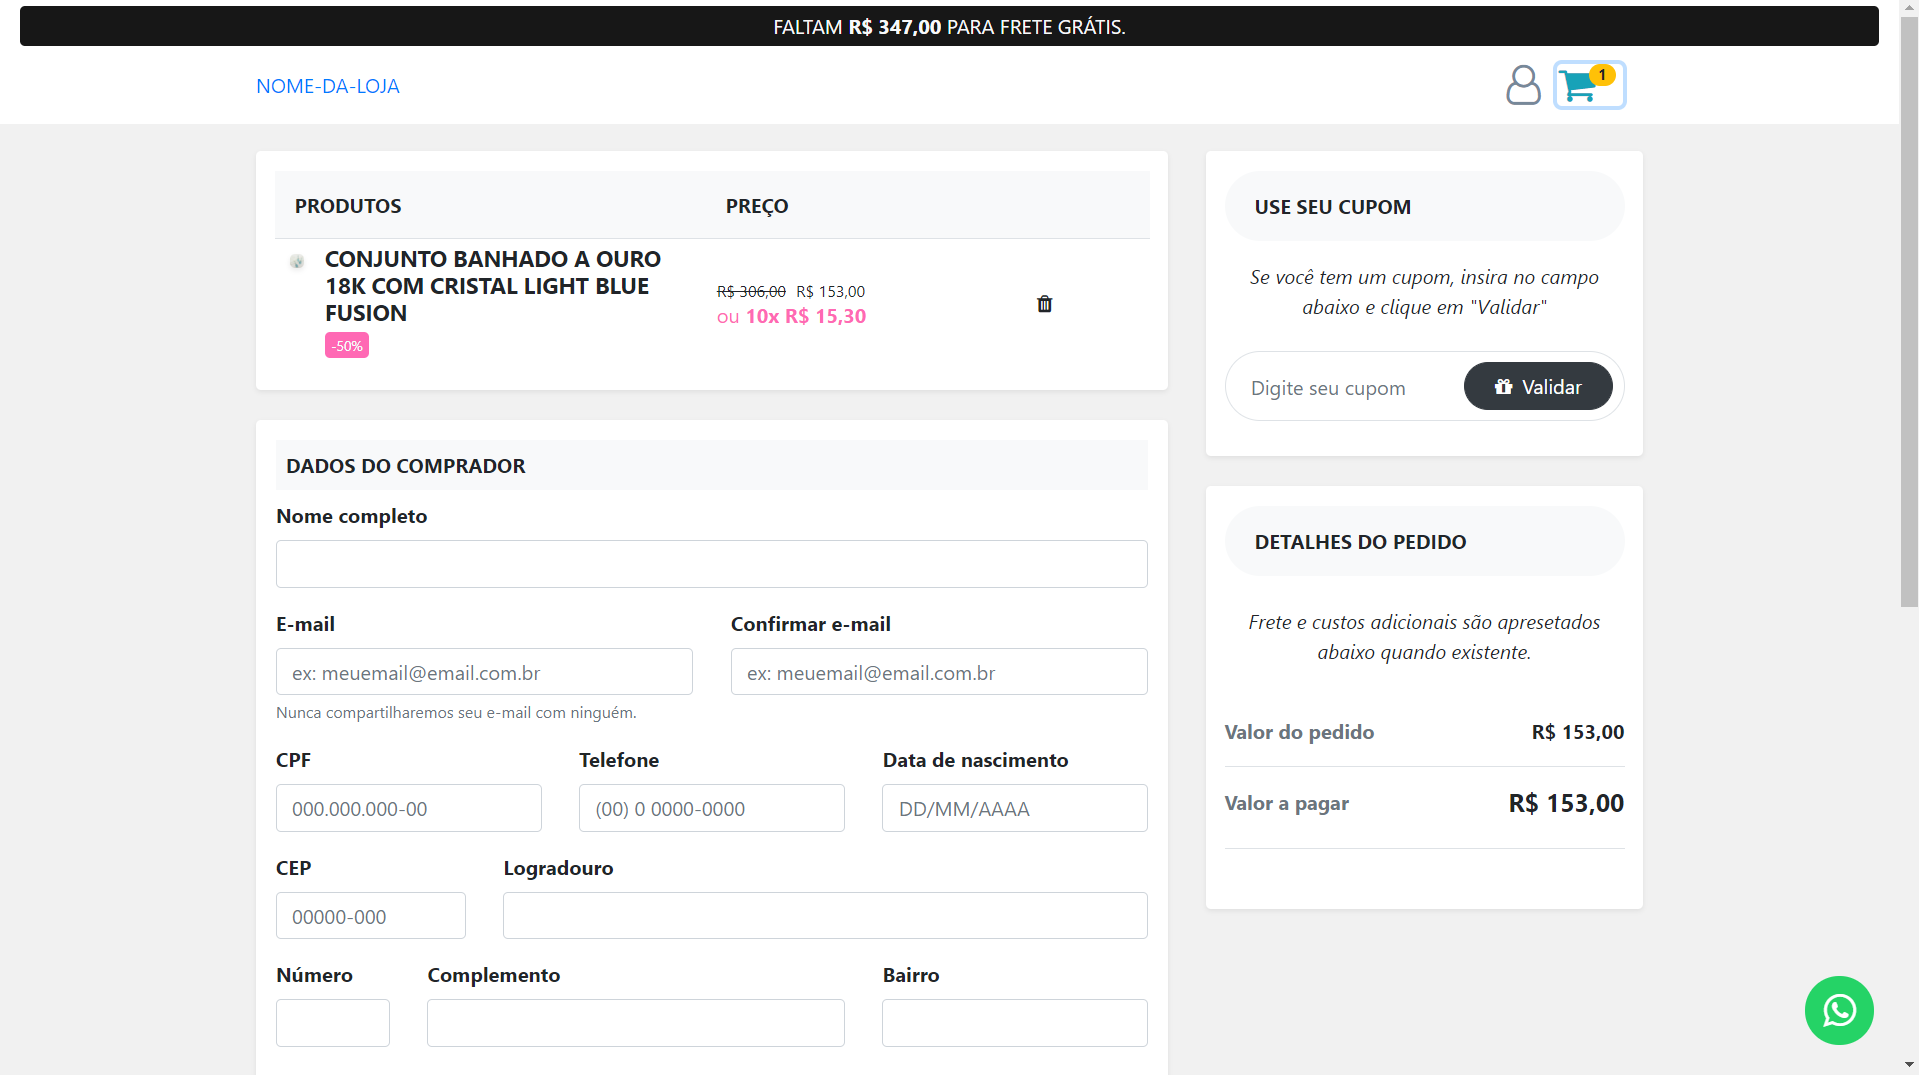 FALTAM R$ 347,00 PARA FRETE GRÁTIS.
NOME-DA-LOJA
1
PRODUTOS
PREÇO
CONJUNTO BANHADO A OURO
18K COM CRISTAL LIGHT BLUE
FUSION
-50%
R$ 306,00 R$ 153,00
ou 10x R$ 15,30
DADOS DO COMPRADOR
Nome completo
E-mail
Confirmar e-mail
ex: meuemail@email.com.br
ex: meuemail@email.com.br
Nunca compartilharemos seu e-mail com ninguém.
CPF
Telefone
Data de nascimento
000.000.000-00
(00) 0 0000-0000
DD/MM/AAAA
CEP
Logradouro
00000-000
Número
Complemento
Bairro
USE SEU CUPOM
Se você tem um cupom, insira no campo
abaixo e clique em "Validar"
Digite seu cupom
Validar
DETALHES DO PEDIDO
Frete e custos adicionais são apresetados
abaixo quando existente.
Valor do pedido
R$ 153,00
Valor a pagar
R$ 153,00